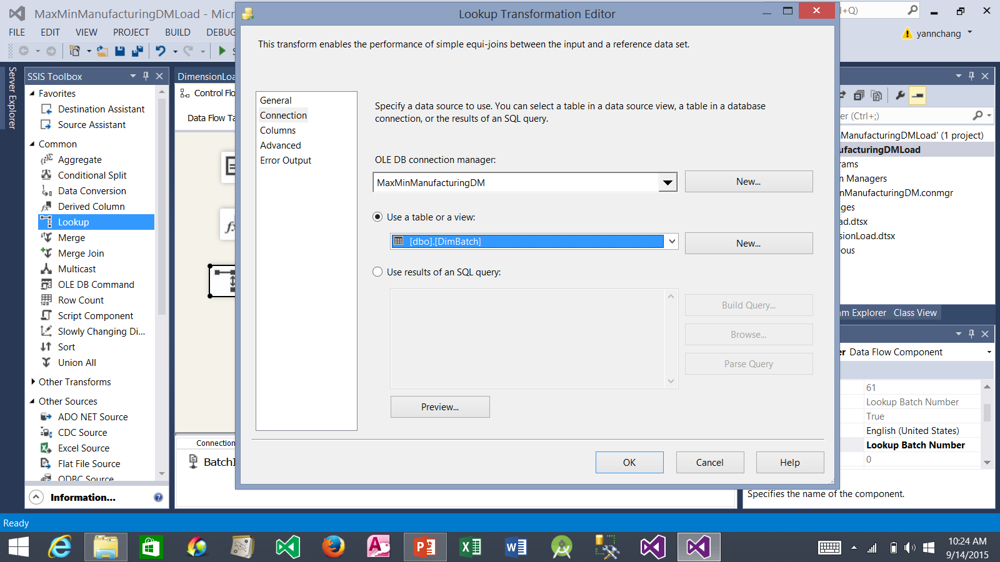 MaxMinManufacturingDMLoad - Micr
FILE EDIT VIEW PROJECT BUILD DEBUG
Server Explorer
SSIS Toolbox
Favorites
Destination Assistant
Source Assistant
Common
Aggregate
Conditional Split
Data Conversion
Derived Column
Lookup
Merge
Merge Join
Multicast
OLE DB Command
Row Count
Script Component
Slowly Changing Di...
Sort
Union All
Other Transforms
Other Sources
ADO NET Source
CDC Source
Excel Source
Flat File Source
ODBC Source
Information...
DimensionLoa
Control Flo
Data Flow Ta
Connection
BatchI
Lookup Transformation Editor
This transform enables the performance of simple equi-joins between the input and a reference data set.
General
Connection
Columns
Advanced
Error Output
Specify a data source to use. You can select a table in a data source view, a table in a database
connection, or the results of an SQL query.
OLE DB connection manager:
MaxMinManufacturingDM
New...
Use a table or a view:
[dbo].[DimBatch]
New...
Use results of an SQL query:
Build Query...
Browse...
Parse Query
Preview...
OK
Cancel
Help
l+Q)
yannchang
er (Ctrl+;)
nManufacturingDMLoad' (1 project)
ufacturingDMLoad
rams
n Managers
inManufacturingDM.conmgr
ages
ad.dtsx
sionLoad.dtsx
eous
am Explorer Class View
er Data Flow Component
61
Lookup Batch Number
True
English (United States)
Lookup Batch Number
0
Specifies the name of the component.
Ready
10:24 AM
9/14/2015